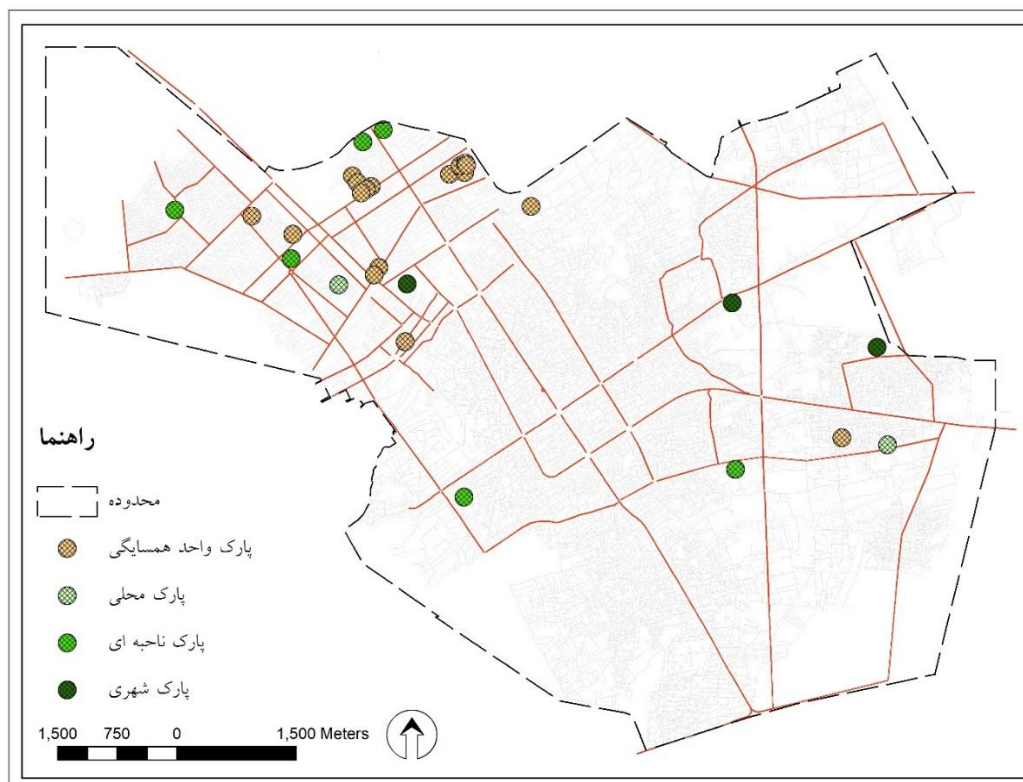 راهنما
محدوده
پارک واحد همسایگی
پارک محلی
پارک ناحیه ای
پارک شهری
1,500 750 0 1,500 Meters